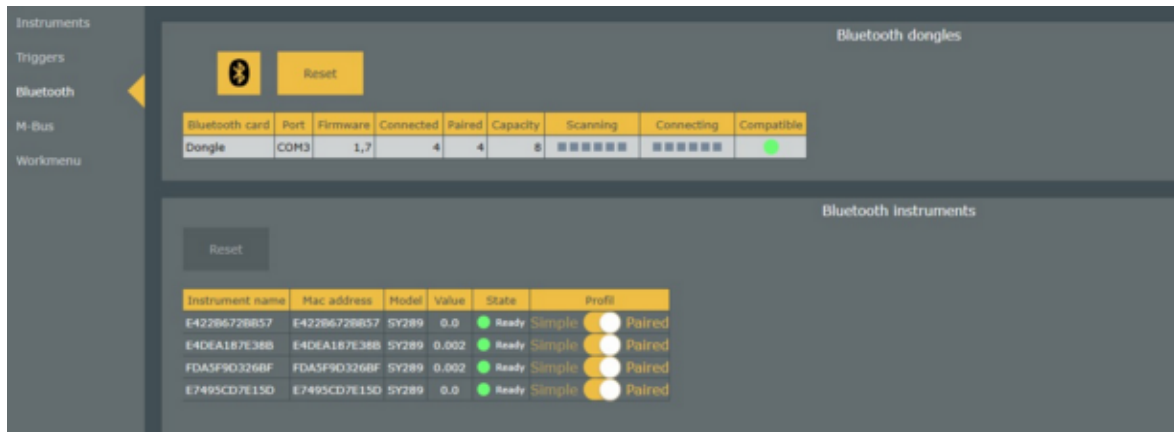 Instruments
Triggers
Bluetooth
M-Bus
Workmenu
Bluetooth dongles
Reset
Bluetooth card Port Firmware Connected Paired Capacity Scanning Connecting Compatible
Dongle COM3 1,7 4 4 8
Bluetooth instruments
Reset
Instrument name Mac address Model Value State Profil
E422B672BB57 E422B672BB57 SY289 0.0 Ready Simple Paired
E4DEA187E38B E4DEA187E38B SY289 0.002 Ready Simple Paired
FDA5F9D326BF FDA5F9D326BF SY289 0.002 Ready Simple Paired
E7495CD7E15D E7495CD7E15D SY289 0.0 Ready Simple Paired